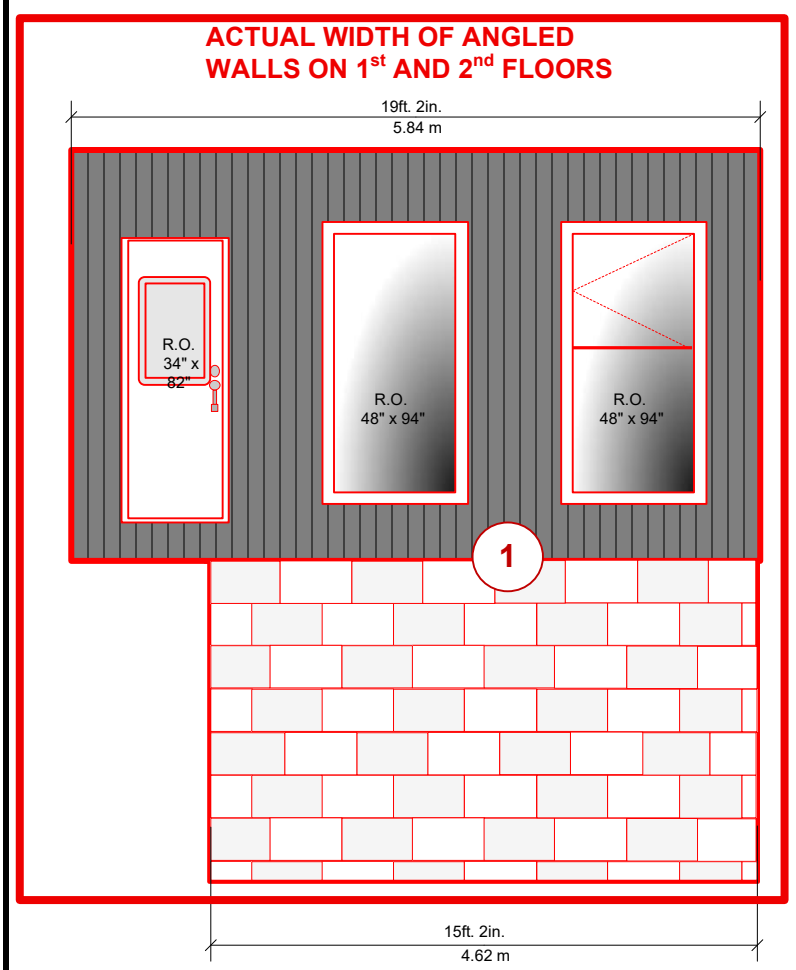 ACTUAL WIDTH OF ANGLED
WALLS ON 1st AND 2nd FLOORS
19ft. 2in.
5.84 m
R.O.
34" x
82"
R.O.
48" x 94"
R.O.
48" x 94"
1
15ft. 2in.
4.62 m